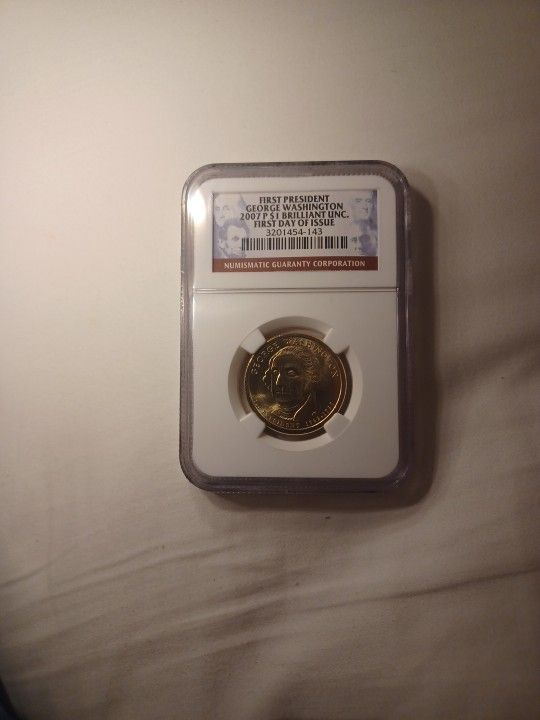 FIRST PRESIDENT
GEORGE WASHINGTON
2007 P $1 BRILLIANT UNC.
FIRST DAY OF ISSUE
3201454-143
NUMISMATIC GUARANTY CORPORATION
GEORGE WASHINGTON
PRESIDENT